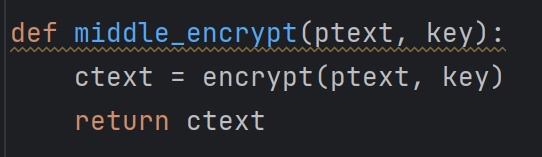 def middle_encrypt(ptext, key):
    ctext = encrypt(ptext, key)
    return ctext